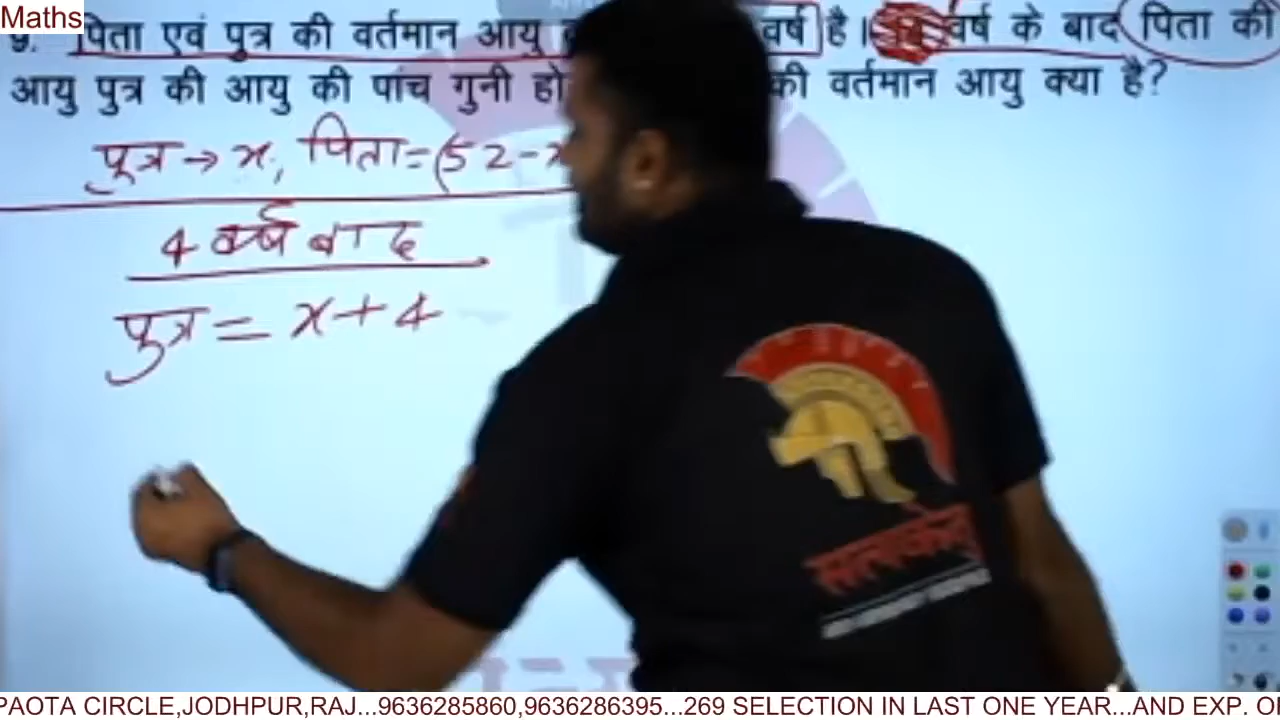 Maths
9. पिता एवं पुत्र की वर्तमान आयु वर्ष है। वर्ष के बाद पिता की
आयु पुत्र की आयु की पांच गुनी हो की वर्तमान आयु क्या है?
पुत्र → x, पिता = (52-x
4 वर्ष बाद
पुत्र = x+4
PAOTA CIRCLE,JODHPUR,RAJ...9636285860,9636286395...269 SELECTION IN LAST ONE YEAR...AND EXP. O